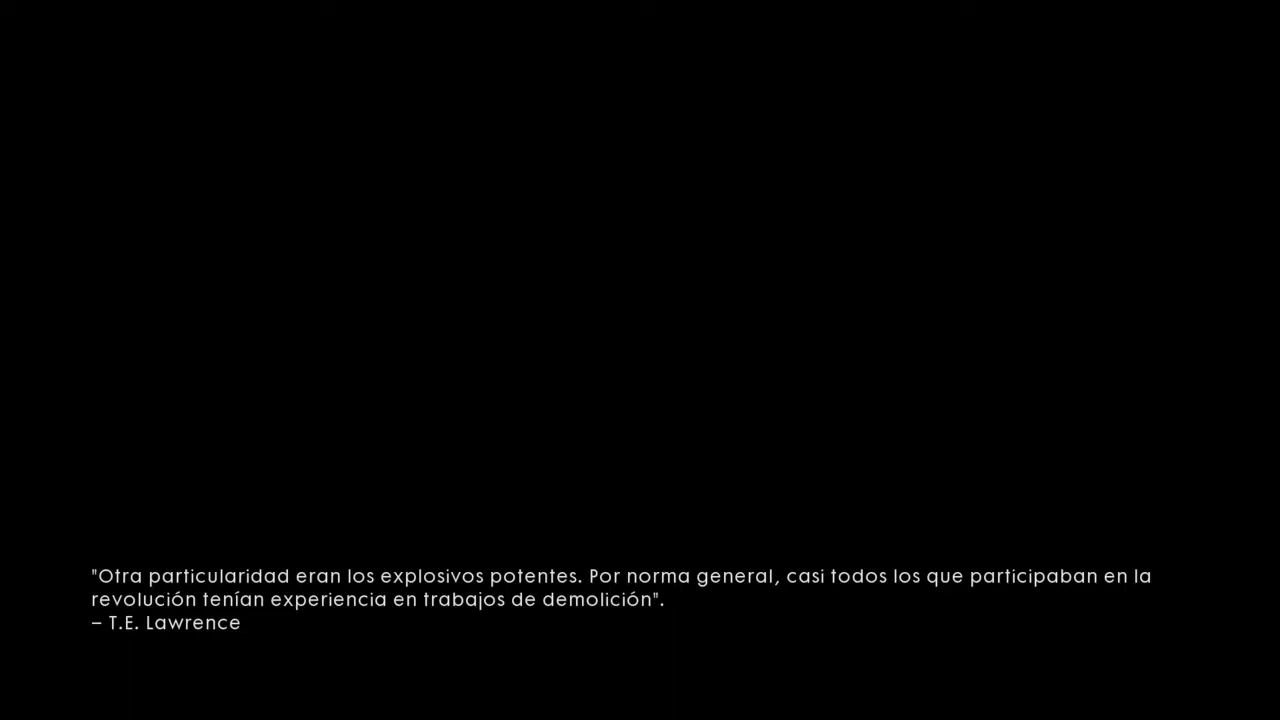 "Otra particularidad eran los explosivos potentes. Por norma general, casi todos los que participaban en la
revolución tenían experiencia en trabajos de demolición".
– T.E. Lawrence